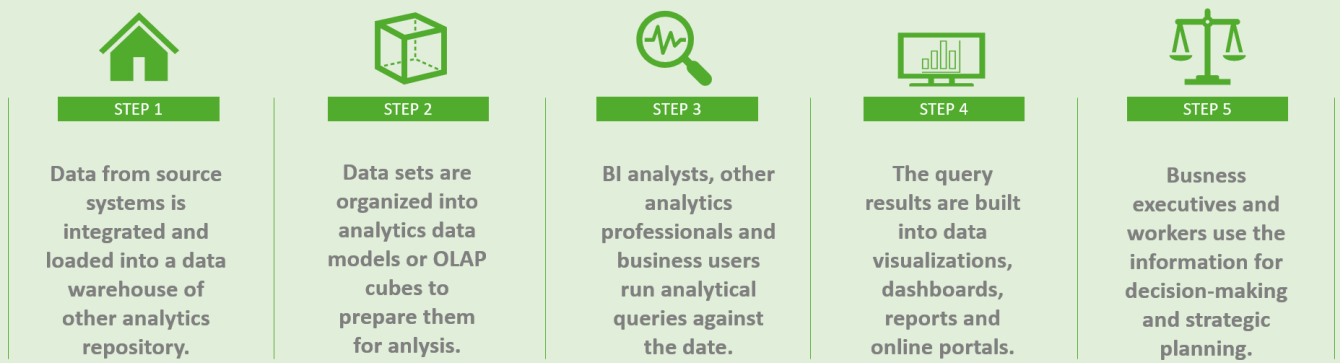 STEP 1
Data from source
systems is
integrated and
loaded into a data
warehouse of
other analytics
repository.
STEP 2
Data sets are
organized into
analytics data
models or OLAP
cubes to
prepare them
for anlysis.
STEP 3
BI analysts, other
analytics
professionals and
business users
run analytical
queries against
the date.
STEP 4
The query
results are built
into data
visualizations,
dashboards,
reports and
online portals.
STEP 5
Busness
executives and
workers use the
information for
decision-making
and strategic
planning.